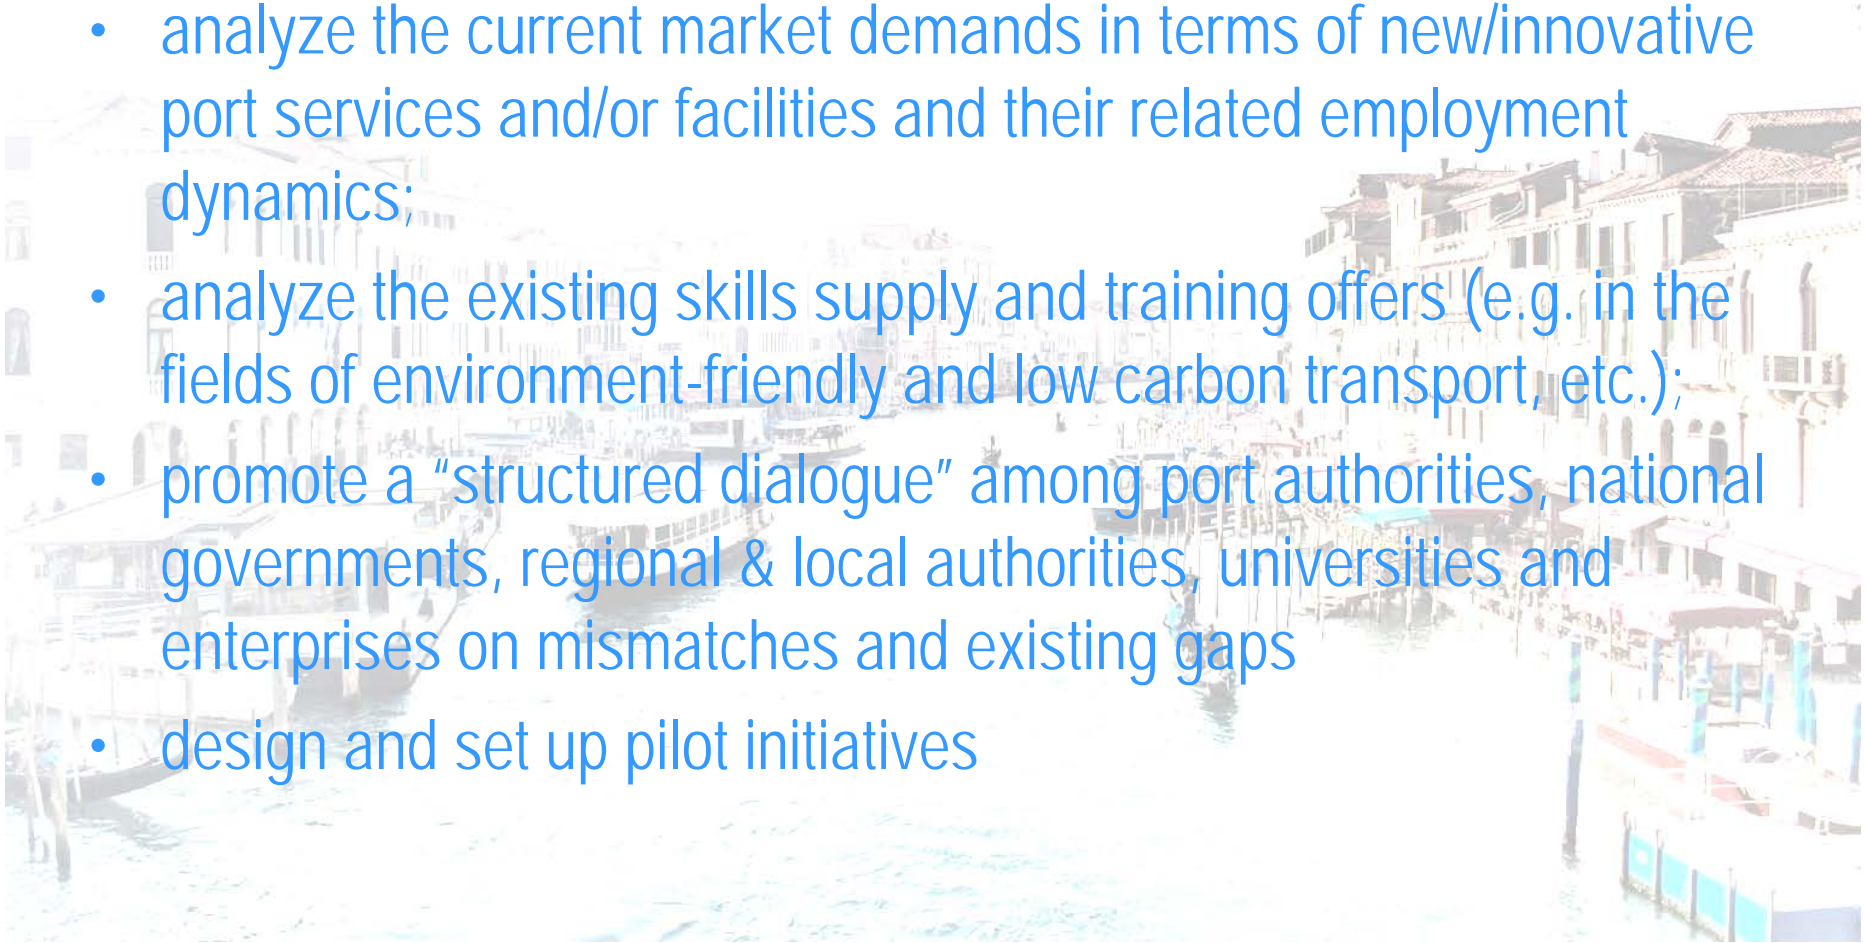 • analyze the current market demands in terms of new/innovative
port services and/or facilities and their related employment
dynamics;
• analyze the existing skills supply and training offers (e.g. in the
fields of environment-friendly and low carbon transport, etc.);
• promote a “structured dialogue” among port authorities, national
governments, regional & local authorities, universities and
enterprises on mismatches and existing gaps
• design and set up pilot initiatives